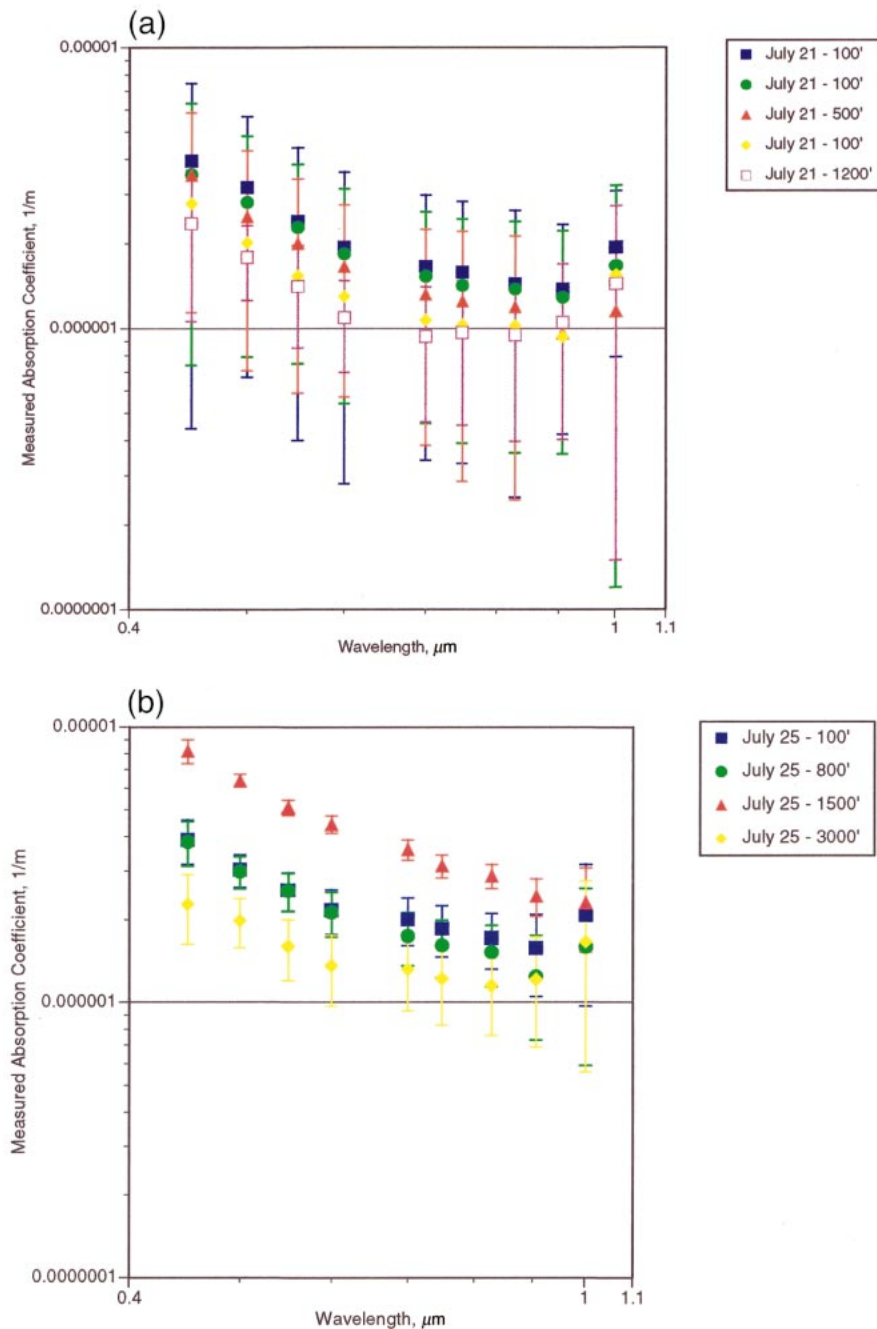 (a)
0.00001
0.000001
0.0000001
Measured Absorption Coefficient, 1/m
0.4
1
1.1
Wavelength, μm
July 21 - 100'
July 21 - 100'
July 21 - 500'
July 21 - 100'
July 21 - 1200'
(b)
0.00001
0.000001
0.0000001
Measured Absorption Coefficient, 1/m
0.4
1
1.1
Wavelength, μm
July 25 - 100'
July 25 - 800'
July 25 - 1500'
July 25 - 3000'